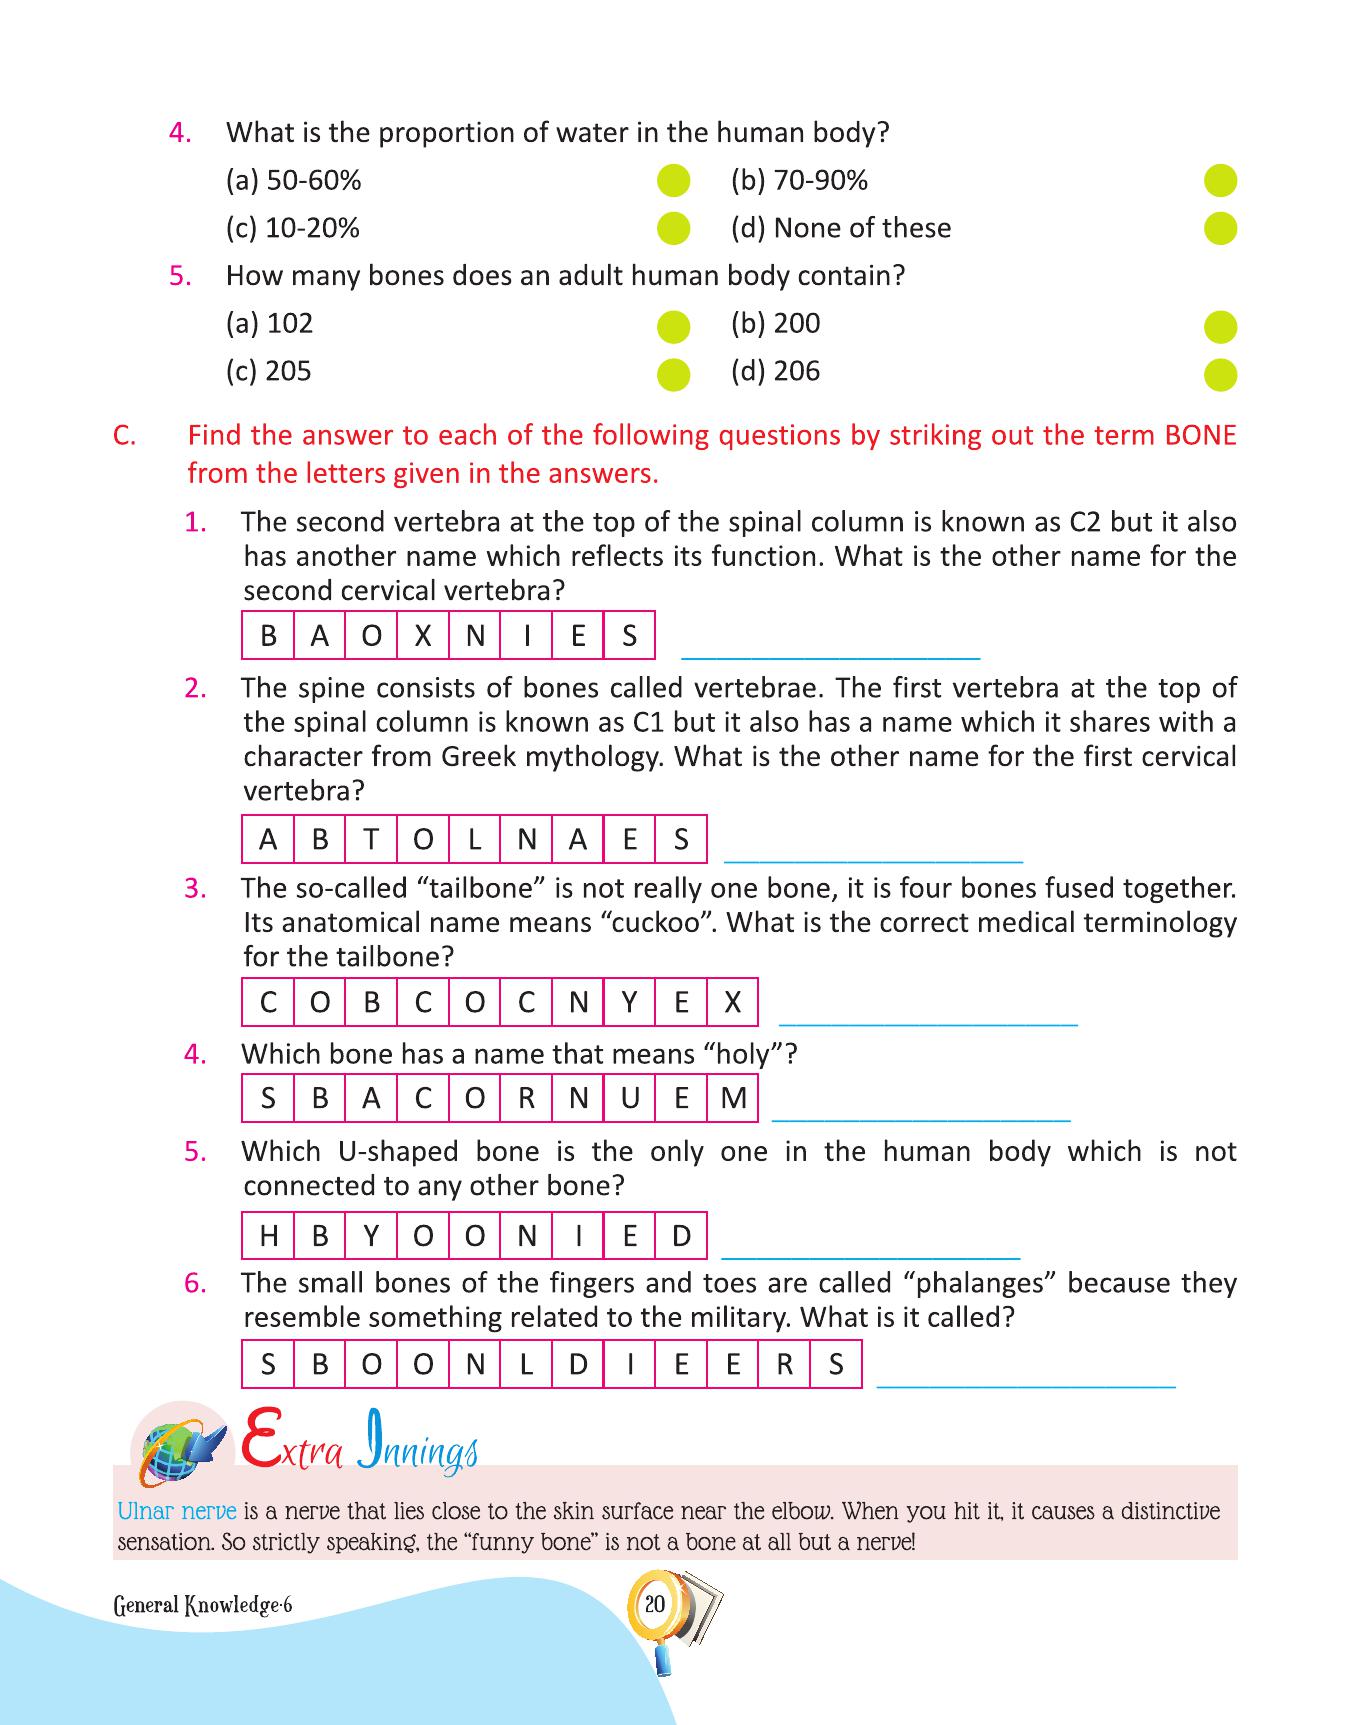 4. What is the proportion of water in the human body?
(a) 50-60% (b) 70-90%
(c) 10-20% (d) None of these
5. How many bones does an adult human body contain?
(a) 102 (b) 200
(c) 205 (d) 206
C. Find the answer to each of the following questions by striking out the term BONE
from the letters given in the answers.
1. The second vertebra at the top of the spinal column is known as C2 but it also
has another name which reflects its function. What is the other name for the
second cervical vertebra?
B A O X N I E S
2. The spine consists of bones called vertebrae. The first vertebra at the top of
the spinal column is known as C1 but it also has a name which it shares with a
character from Greek mythology. What is the other name for the first cervical
vertebra?
A B T O L N A E S
3. The so-called “tailbone” is not really one bone, it is four bones fused together.
Its anatomical name means “cuckoo”. What is the correct medical terminology
for the tailbone?
C O B C O C N Y E X
4. Which bone has a name that means “holy”?
S B A C O R N U E M
5. Which U-shaped bone is the only one in the human body which is not
connected to any other bone?
H B Y O O N I E D
6. The small bones of the fingers and toes are called “phalanges” because they
resemble something related to the military. What is it called?
S B O O N L D I E E R S
Extra Innings
Ulnar nerve is a nerve that lies close to the skin surface near the elbow. When you hit it, it causes a distinctive
sensation. So strictly speaking, the “funny bone” is not a bone at all but a nerve!
General Knowledge-6
20